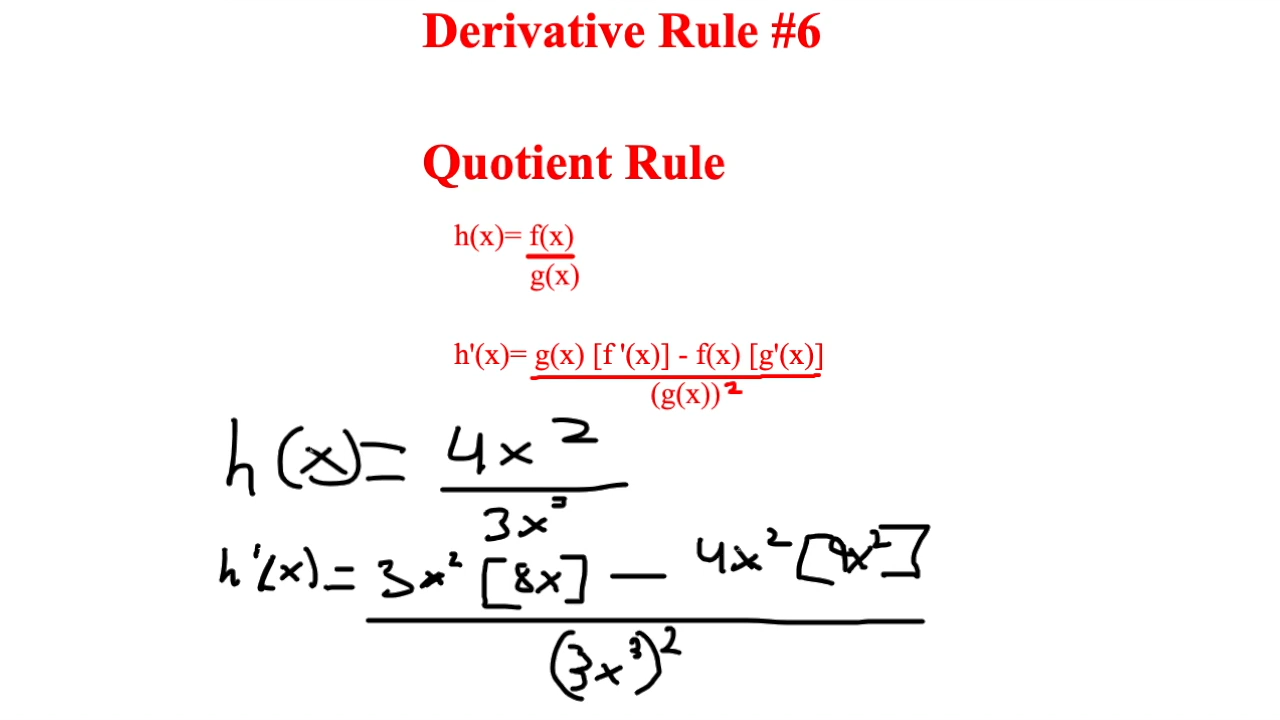 Derivative Rule #6
Quotient Rule
h(x)= f(x)
g(x)
h'(x)= g(x) [f '(x)] - f(x) [g'(x)]
(g(x)) 2
h(x)= 4x²
3x³
h'(x)= 3x² [8x] — 4x² [9x²]
(3x³)²